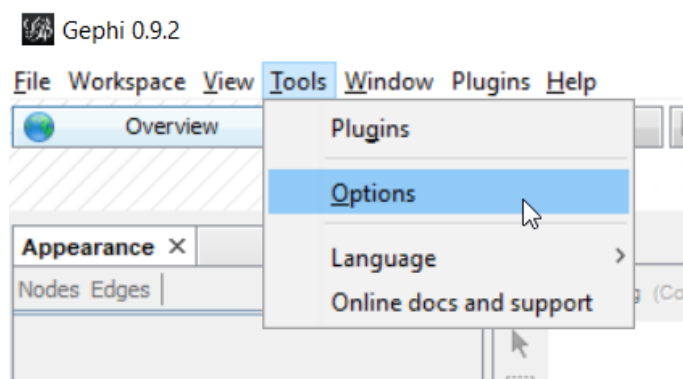 Gephi 0.9.2
File Workspace View Tools Window Plugins Help
Overview
Plugins
Options
Appearance ×
Language
Nodes Edges
Online docs and support